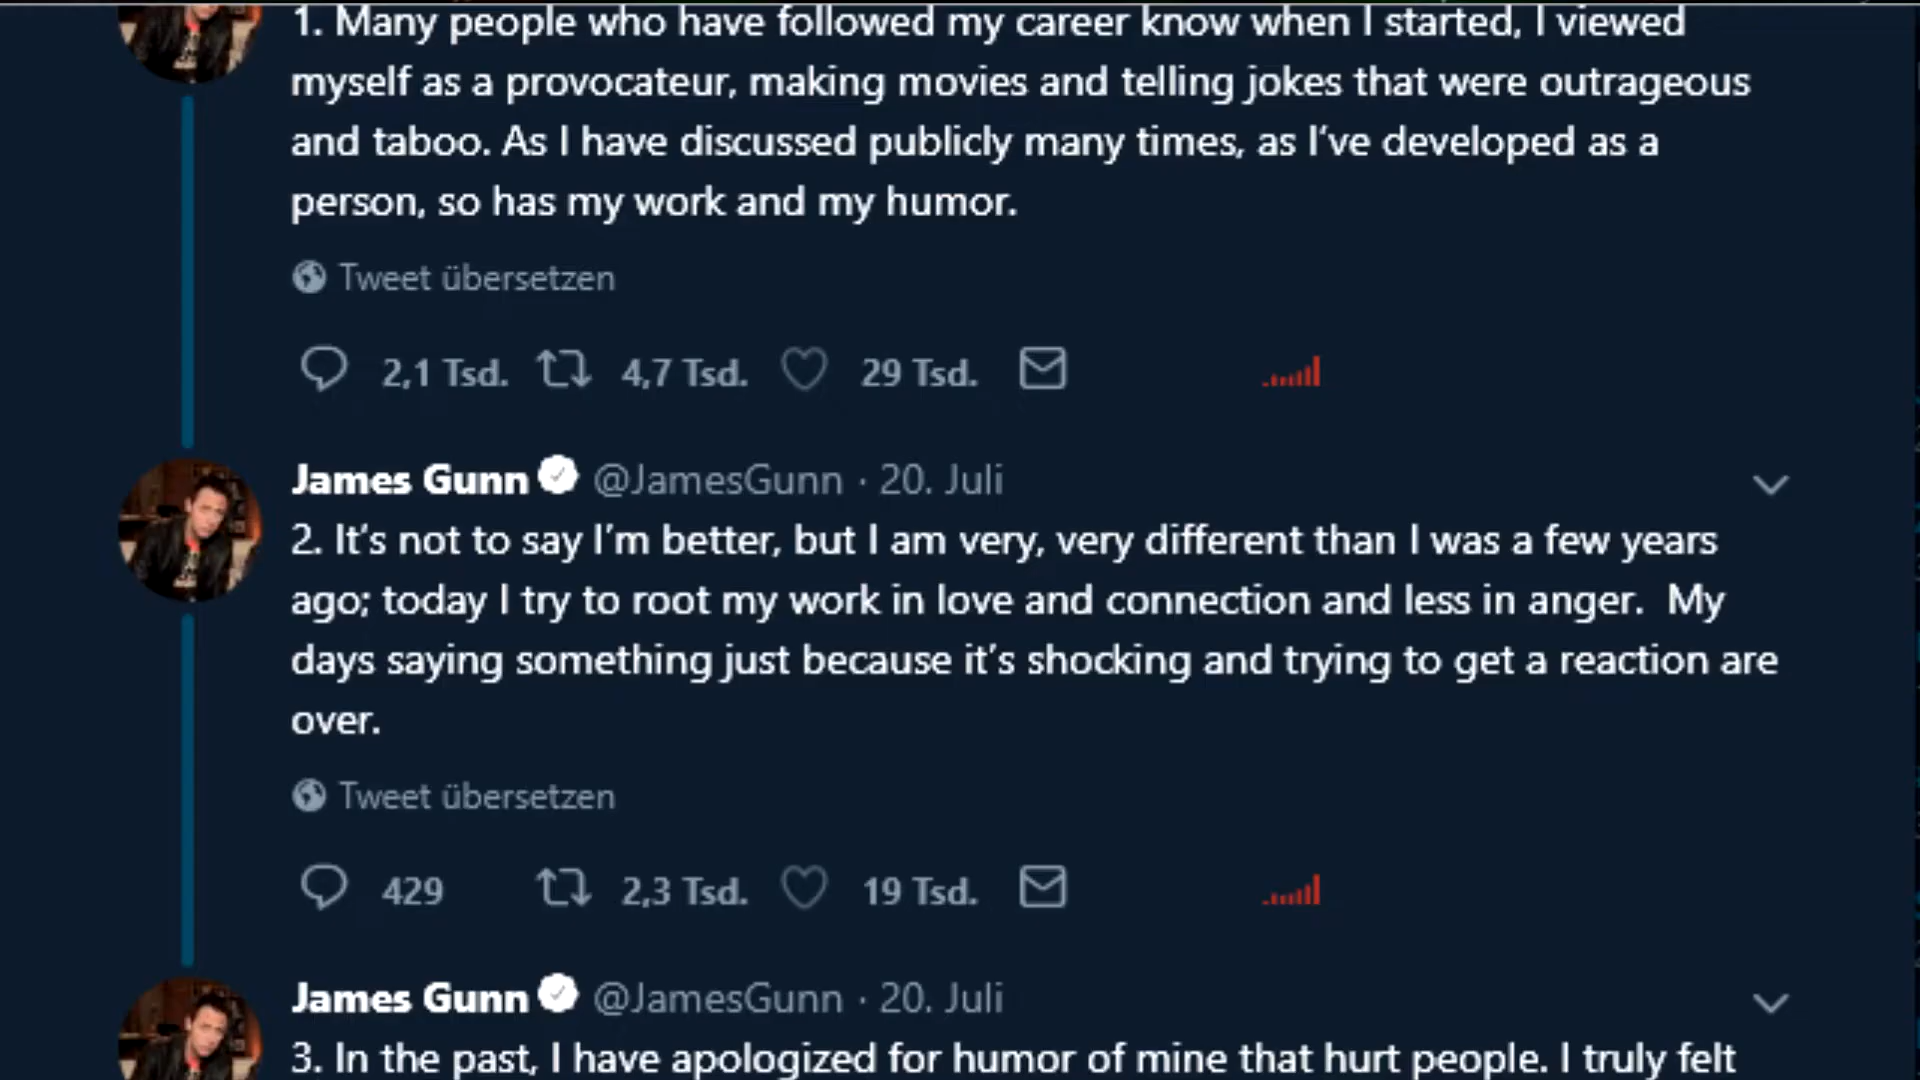 1. Many people who have followed my career know when I started, I viewed
myself as a provocateur, making movies and telling jokes that were outrageous
and taboo. As I have discussed publicly many times, as I've developed as a
person, so has my work and my humor.
Tweet übersetzen
2,1 Tsd. 4,7 Tsd. 29 Tsd.
James Gunn @JamesGunn · 20. Juli
2. It's not to say I'm better, but I am very, very different than I was a few years
ago; today I try to root my work in love and connection and less in anger.  My
days saying something just because it's shocking and trying to get a reaction are
over.
Tweet übersetzen
429 2,3 Tsd. 19 Tsd.
James Gunn @JamesGunn · 20. Juli
3. In the past, I have apologized for humor of mine that hurt people. I truly felt